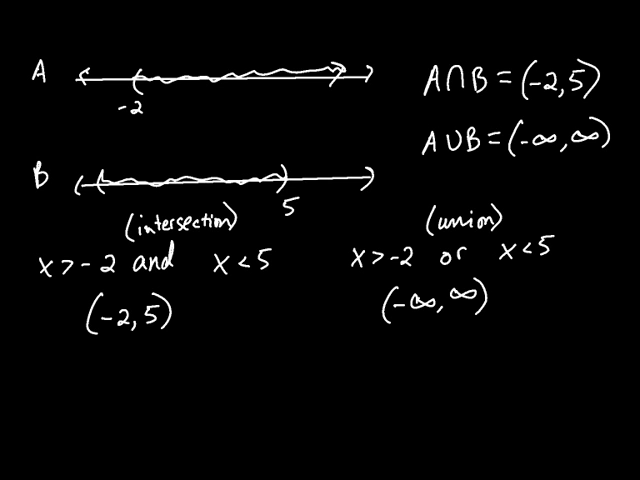 A
-2
A∩B = (-2, 5)
A∪B = (-∞, ∞)
B
5
(intersection)
x > -2 and x < 5
(-2, 5)
(union)
x > -2 or x < 5
(-∞, ∞)